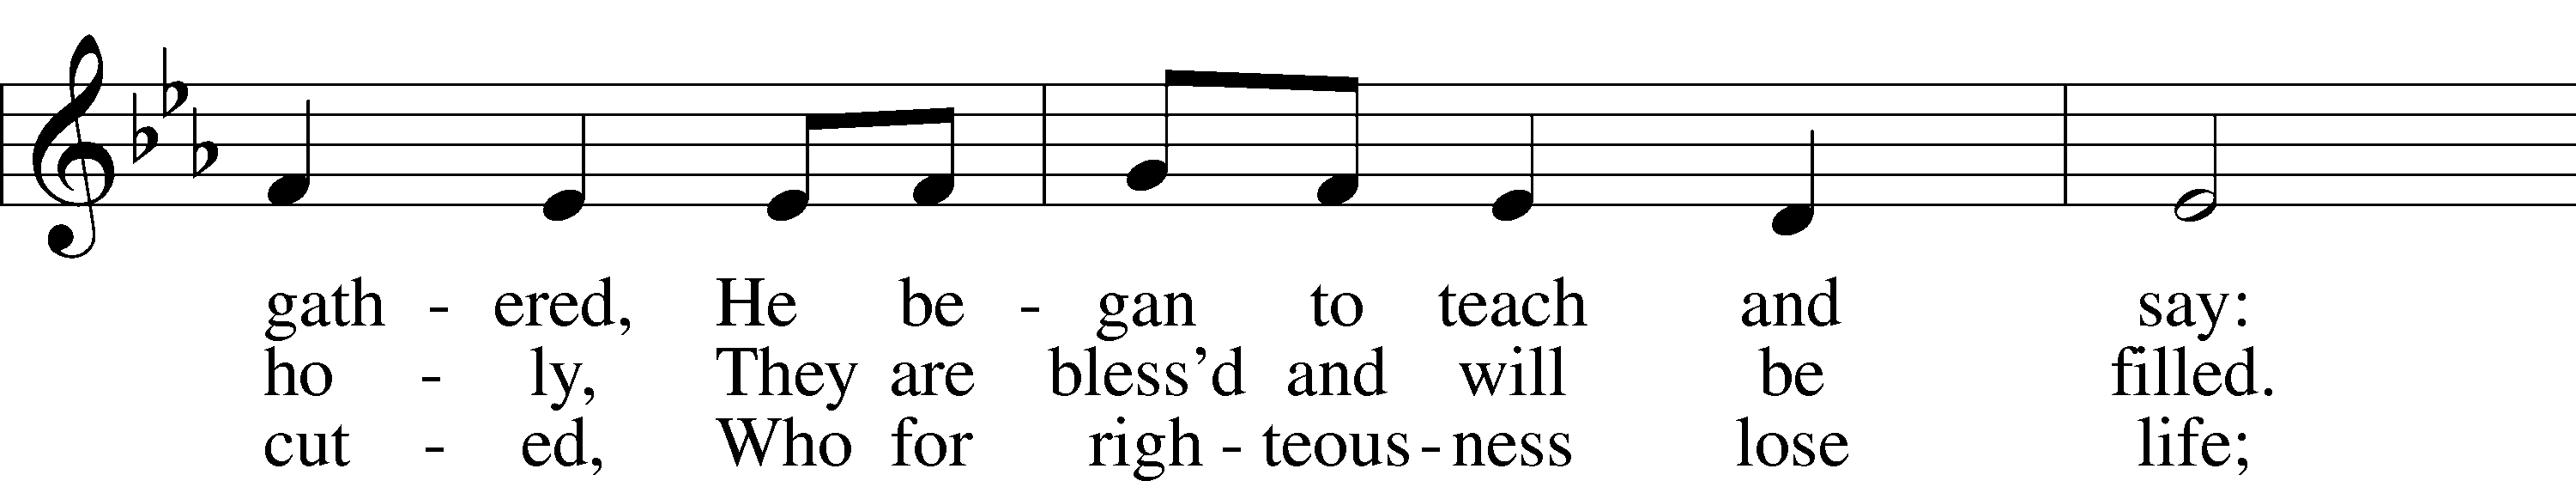 gath - ered, He be - gan to teach and say:
ho - ly, They are bless’d and will be filled.
cut - ed, Who for righ - teous - ness lose life;